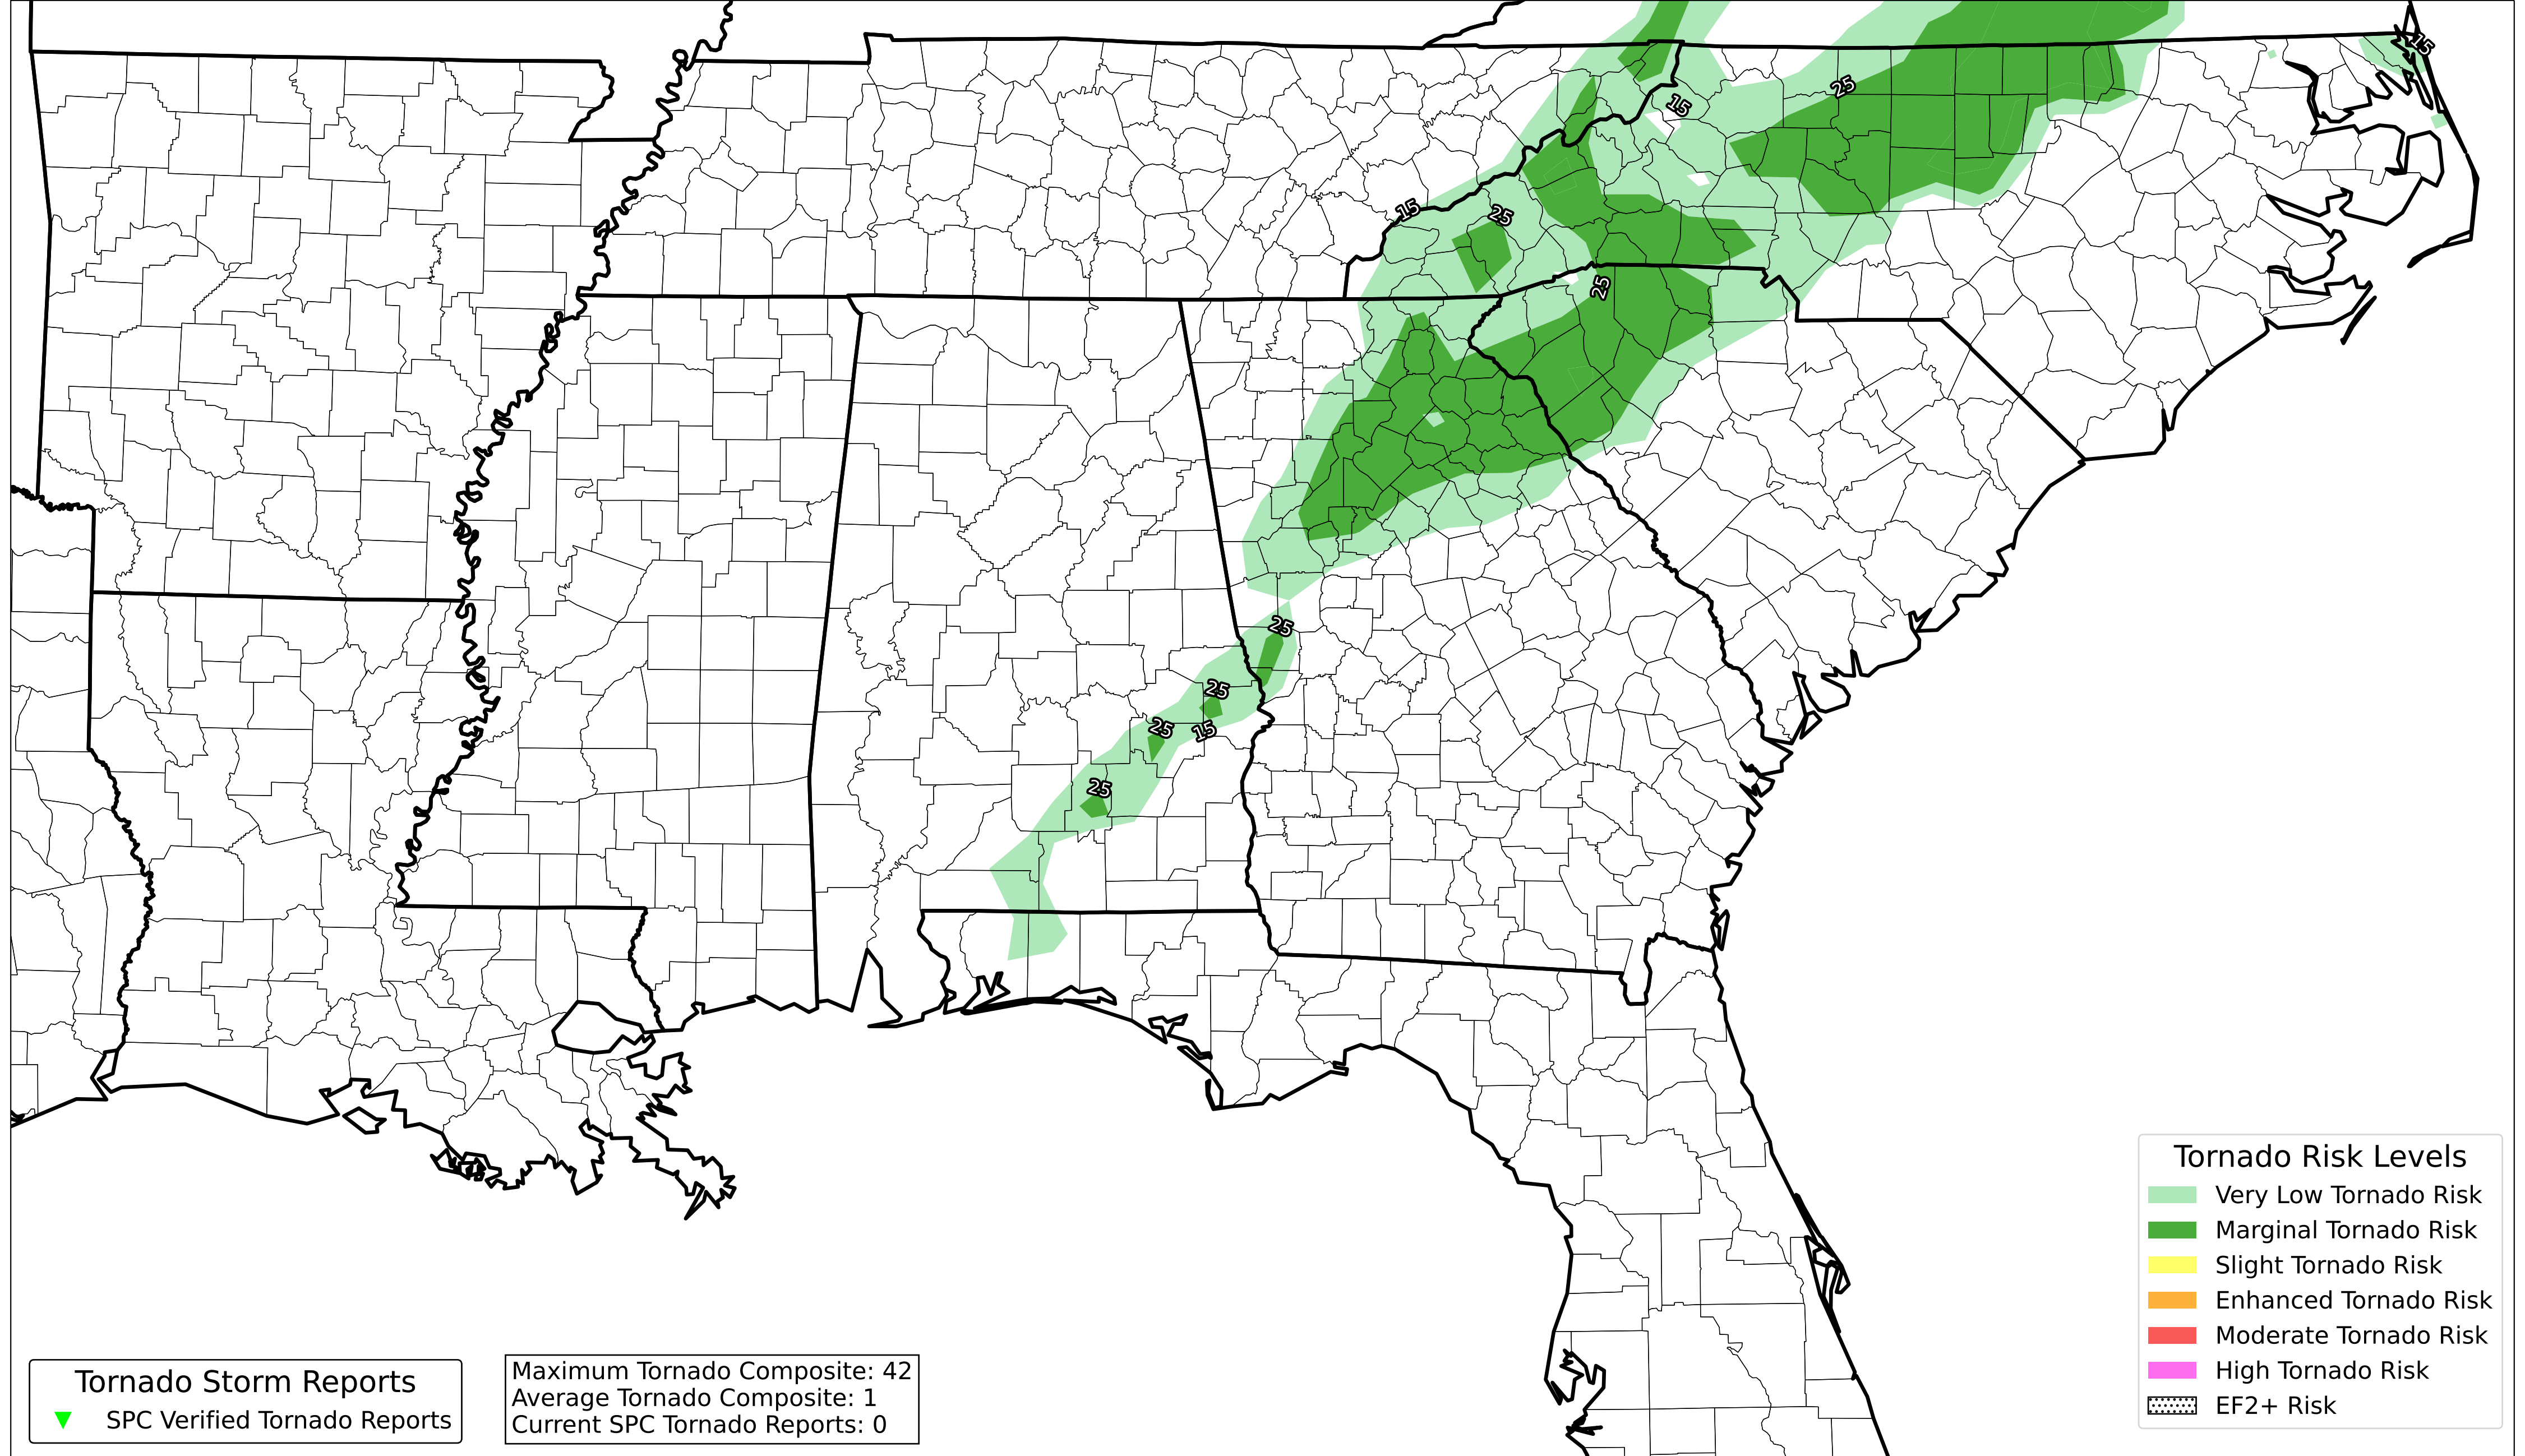 15
25
15
15
25
25
25
25
25
15
25
Tornado Risk Levels
Very Low Tornado Risk
Marginal Tornado Risk
Slight Tornado Risk
Enhanced Tornado Risk
Moderate Tornado Risk
High Tornado Risk
EF2+ Risk
Tornado Storm Reports
SPC Verified Tornado Reports
Maximum Tornado Composite: 42
Average Tornado Composite: 1
Current SPC Tornado Reports: 0